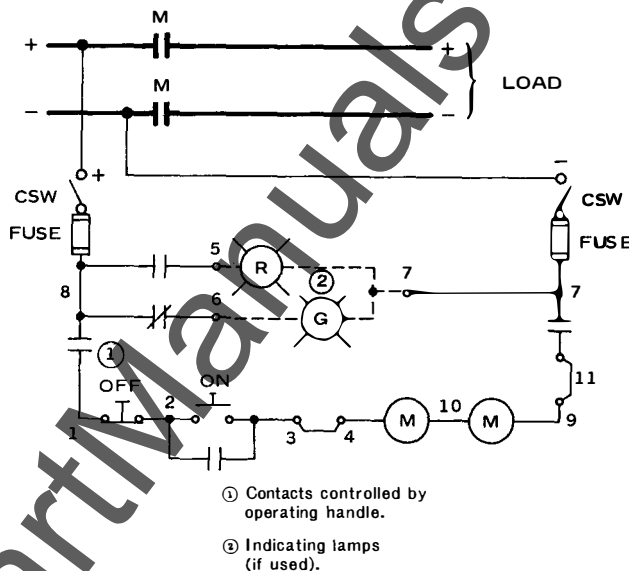 M
+ +
M
LOAD
- -
+ -
CSW CSW
FUSE FUSE
5 R 7
8 2 7
6 G
1
OFF ON 11
2
1 3 4 M 10 M 9
① Contacts controlled by
operating handle.
② Indicating lamps
(if used).
artManuals